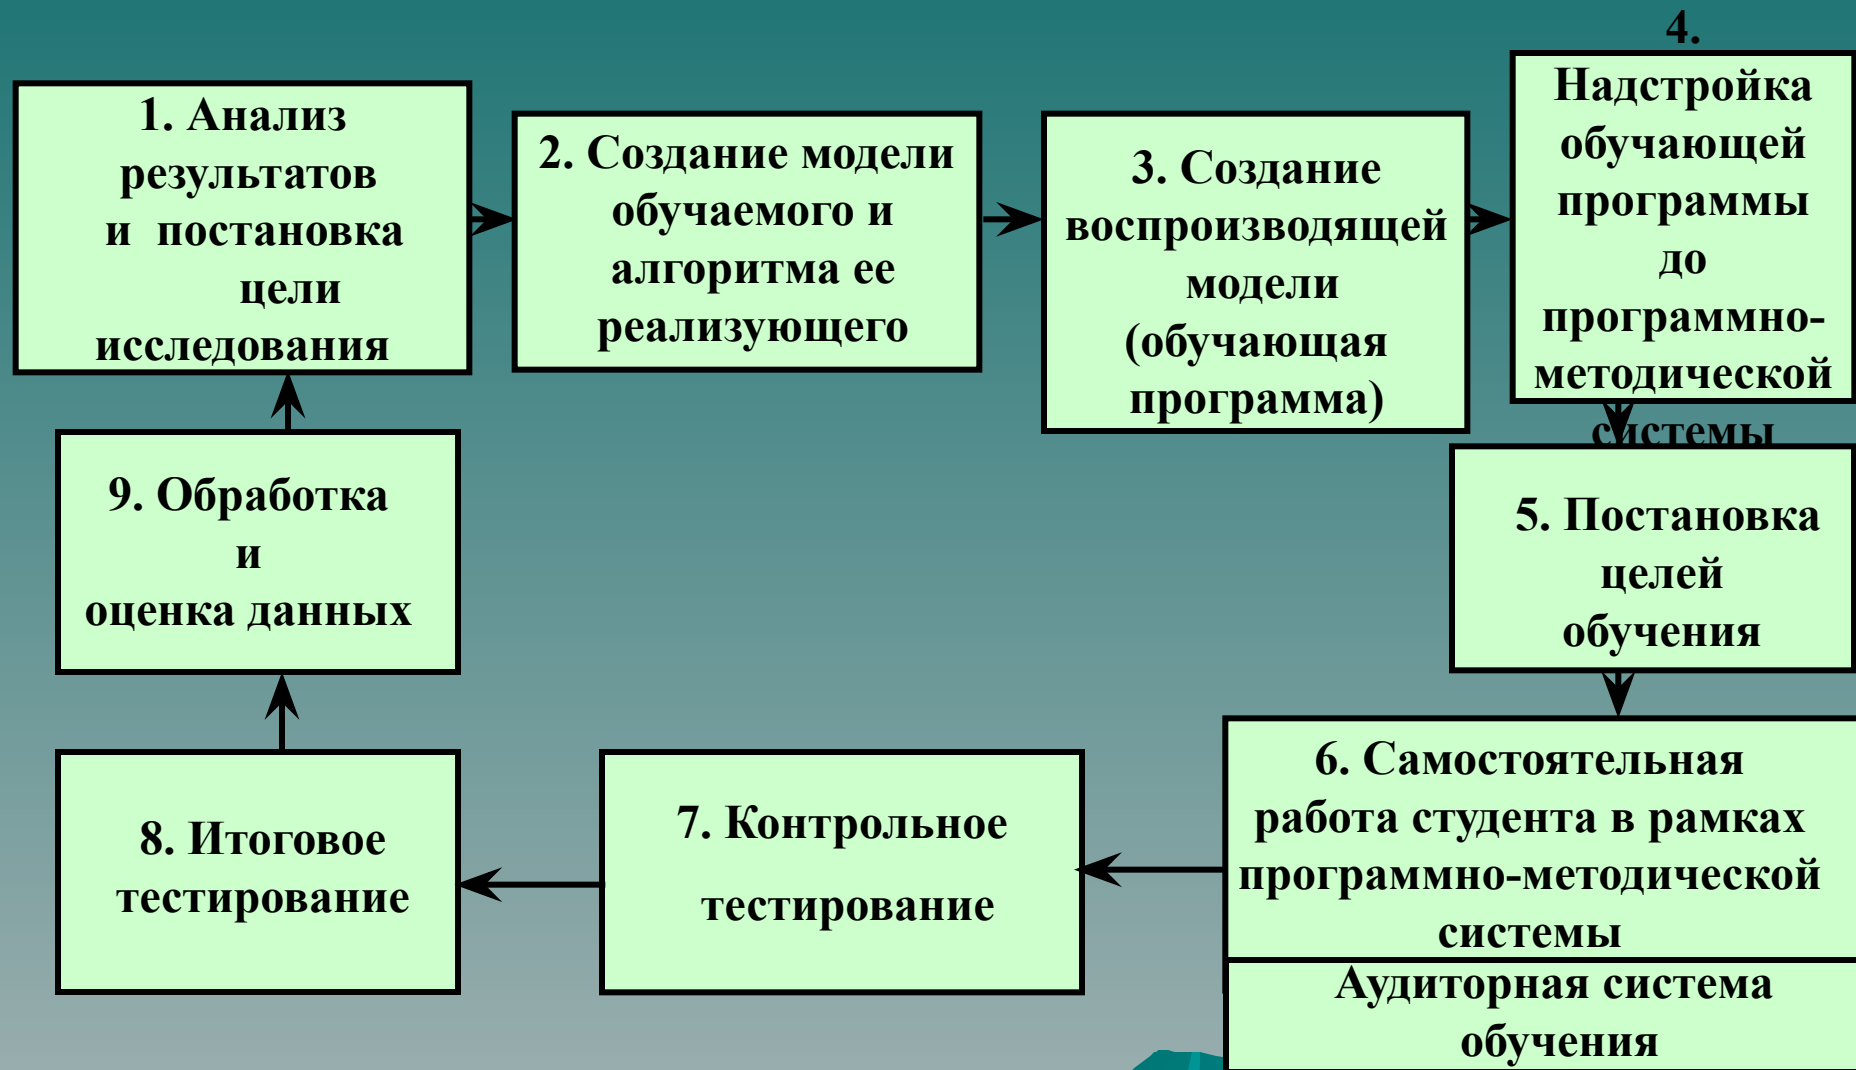 1. Анализ
результатов
и постановка
цели
исследования
2. Создание модели
обучаемого и
алгоритма ее
реализующего
3. Создание
воспроизводящей
модели
(обучающая
программа)
4.
Надстройка
обучающей
программы
до
программно-
методической
системы
5. Постановка
целей
обучения
6. Самостоятельная
работа студента в рамках
программно-методической
системы
Аудиторная система
обучения
7. Контрольное
тестирование
8. Итоговое
тестирование
9. Обработка
и
оценка данных